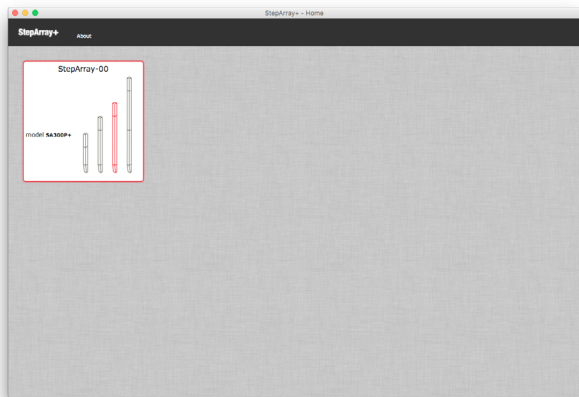 StepArray+ - Home
StepArray+ About
StepArray-00
model SA300P+